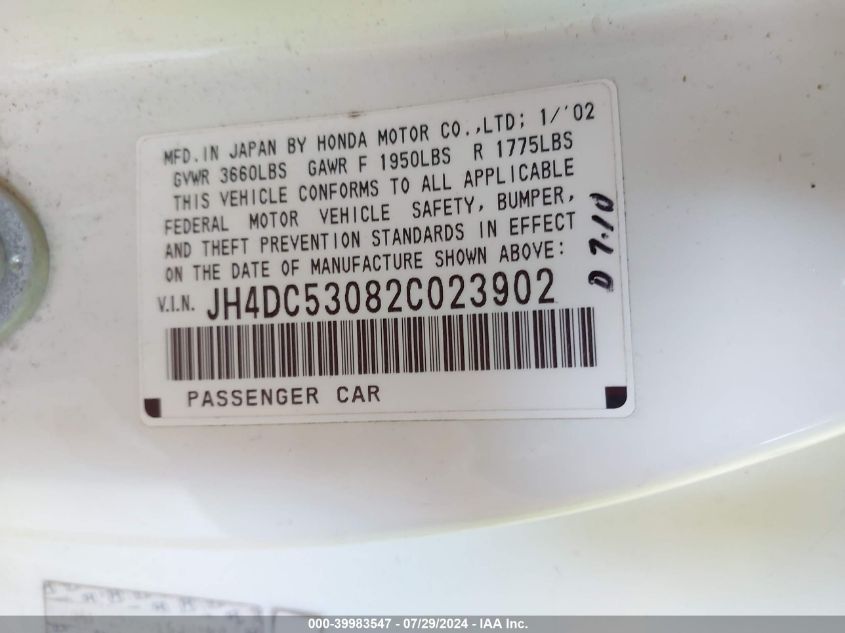 MFD.IN JAPAN BY HONDA MOTOR CO.,LTD; 1/'02
GVWR 3660LBS GAWR F 1950LBS R 1775LBS
THIS VEHICLE CONFORMS TO ALL APPLICABLE
FEDERAL MOTOR VEHICLE SAFETY, BUMPER,
AND THEFT PREVENTION STANDARDS IN EFFECT
ON THE DATE OF MANUFACTURE SHOWN ABOVE:
V.I.N. JH4DC53082C023902
PASSENGER CAR
000-39983547 - 07/29/2024 - IAA Inc.